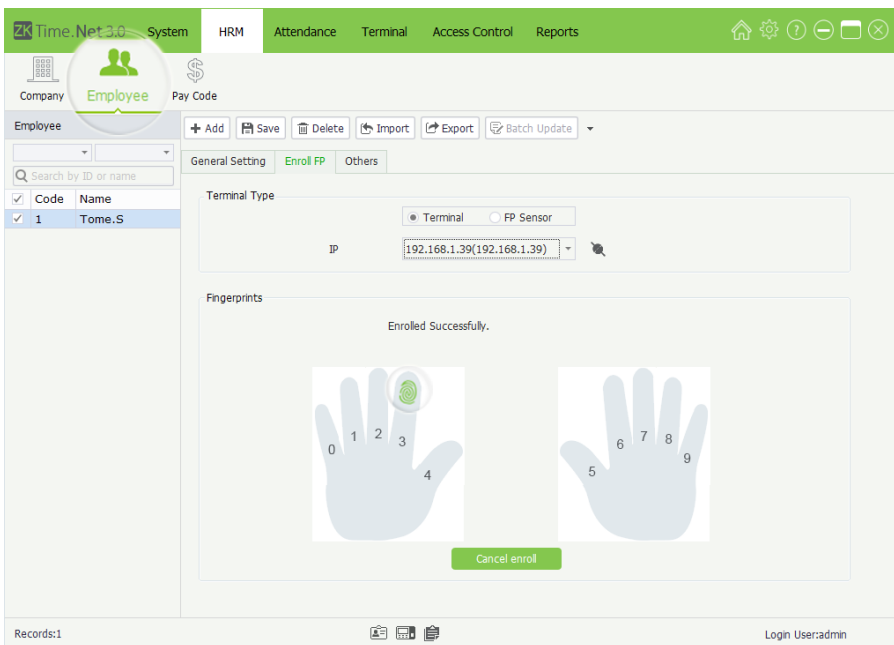 ZK Time.Net 3.0 System HRM Attendance Terminal Access Control Reports
Company Employee Pay Code
Employee
Add Save Delete Import Export Batch Update
Search by ID or name
General Setting Enroll FP Others
Code Name
1 Tome.S
Terminal Type
Terminal FP Sensor
IP 192.168.1.39(192.168.1.39)
Fingerprints
Enrolled Successfully.
0 1 2 3 4 5 6 7 8 9
Cancel enroll
Records:1 Login User:admin